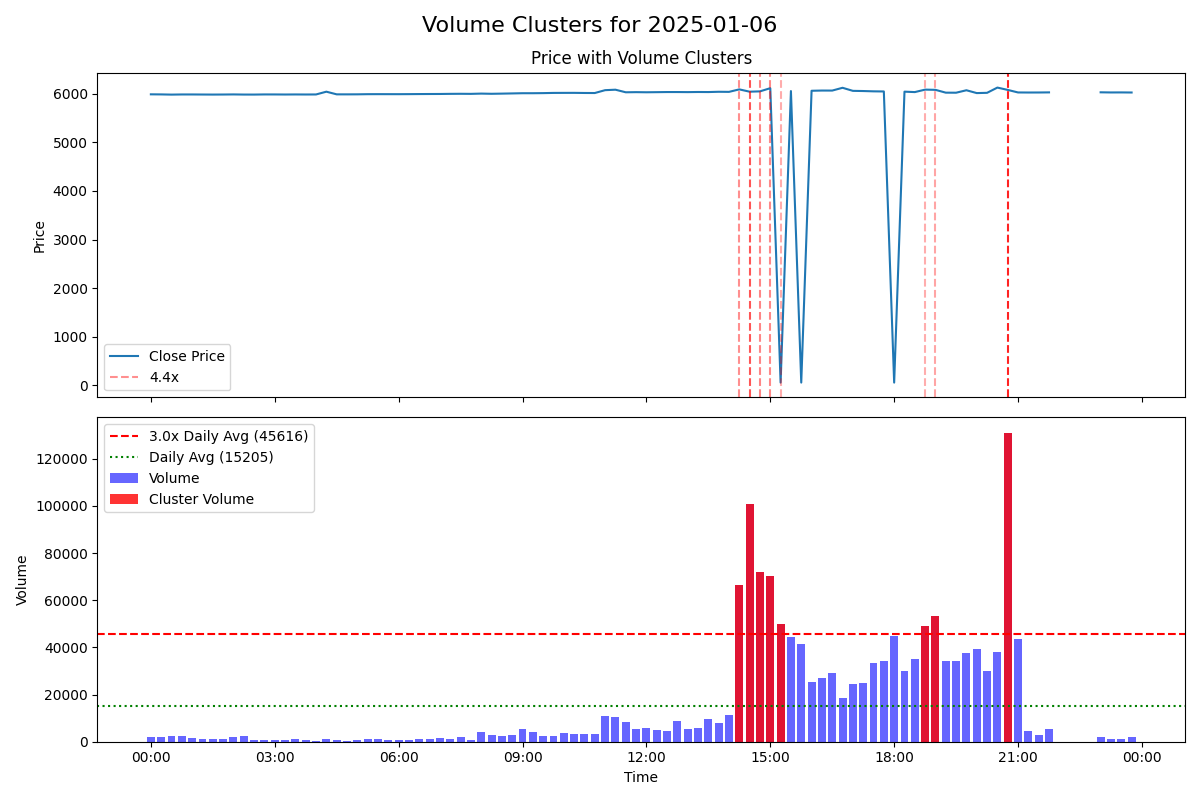 Volume Clusters for 2025-01-06
Price with Volume Clusters
6000
5000
4000
3000
2000
1000
0
Price
Close Price
4.4x
3.0x Daily Avg (45616)
Daily Avg (15205)
Volume
Cluster Volume
120000
100000
80000
60000
40000
20000
0
Volume
00:00 03:00 06:00 09:00 12:00 15:00 18:00 21:00 00:00
Time